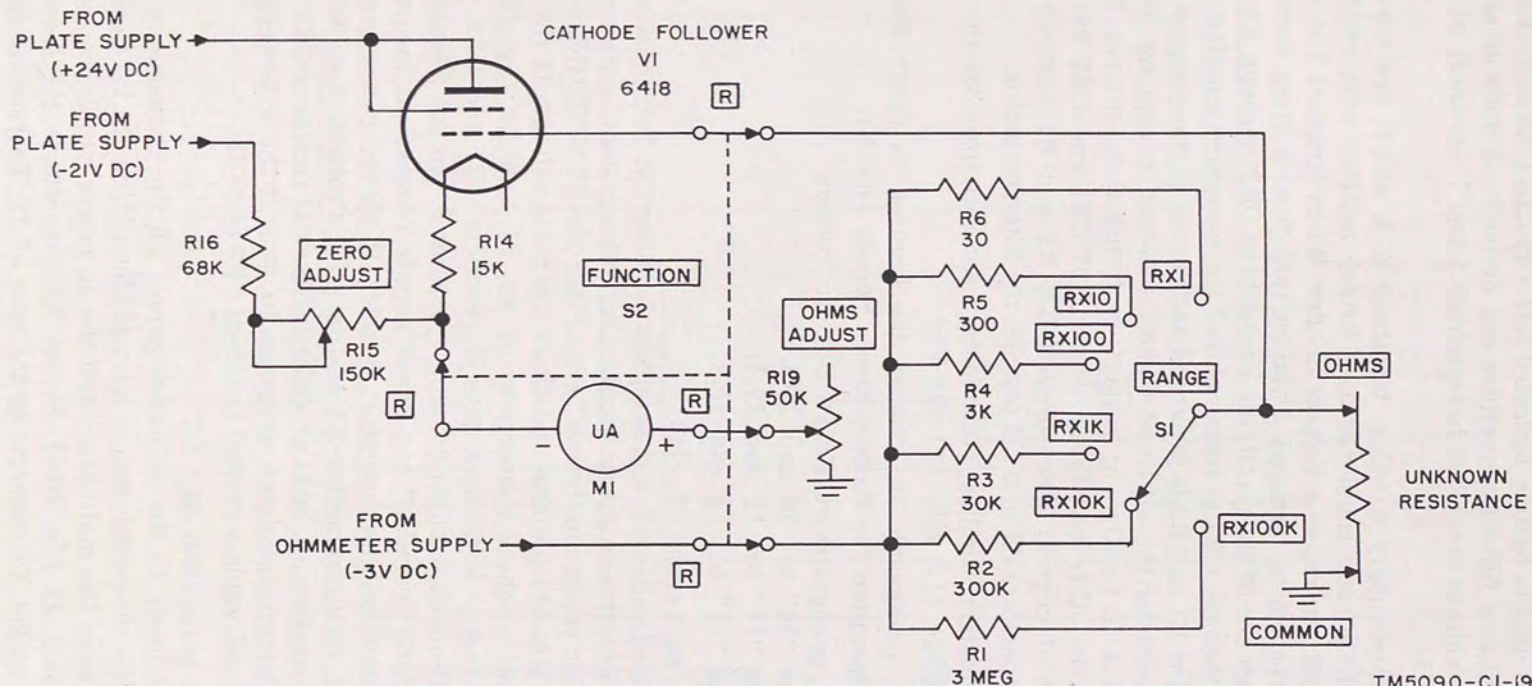 FROM
PLATE SUPPLY
(+24V DC)
CATHODE FOLLOWER
V1
6418
R
FROM
PLATE SUPPLY
(-21V DC)
R16
68K
ZERO
ADJUST
R14
15K
R15
150K
FUNCTION
S2
R
UA
- +
M1
R
OHMS
ADJUST
R19
50K
FROM
OHMMETER SUPPLY
(-3V DC)
R
R6
30
RX1
R5
300
RX10
R4
3K
RX100
R3
30K
RX1K
R2
300K
RX10K
R1
3 MEG
RX100K
RANGE
S1
OHMS
UNKNOWN
RESISTANCE
COMMON
TM5090-C1-19